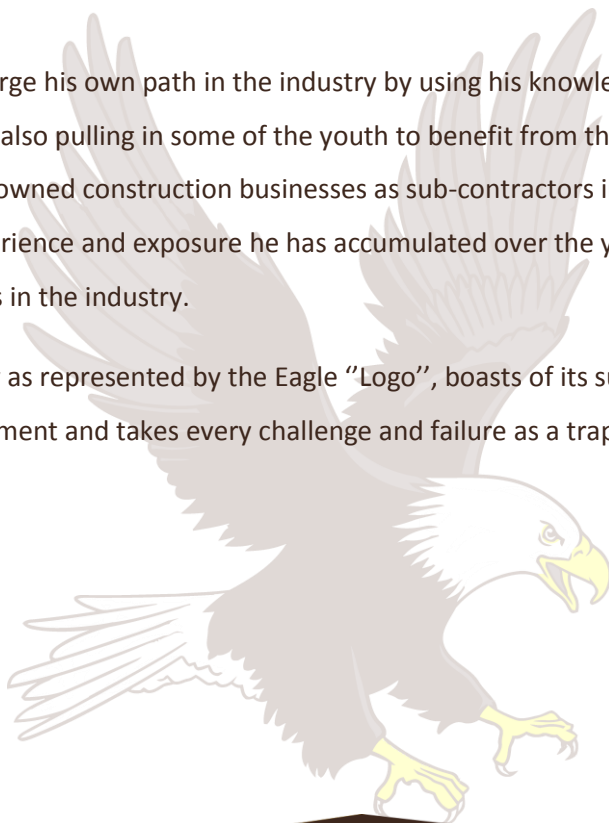 rge his own path in the industry by using his knowle
also pulling in some of the youth to benefit from th
owned construction businesses as sub-contractors i
rience and exposure he has accumulated over the y
s in the industry.
as represented by the Eagle ‘’Logo’’, boasts of its su
ment and takes every challenge and failure as a trap